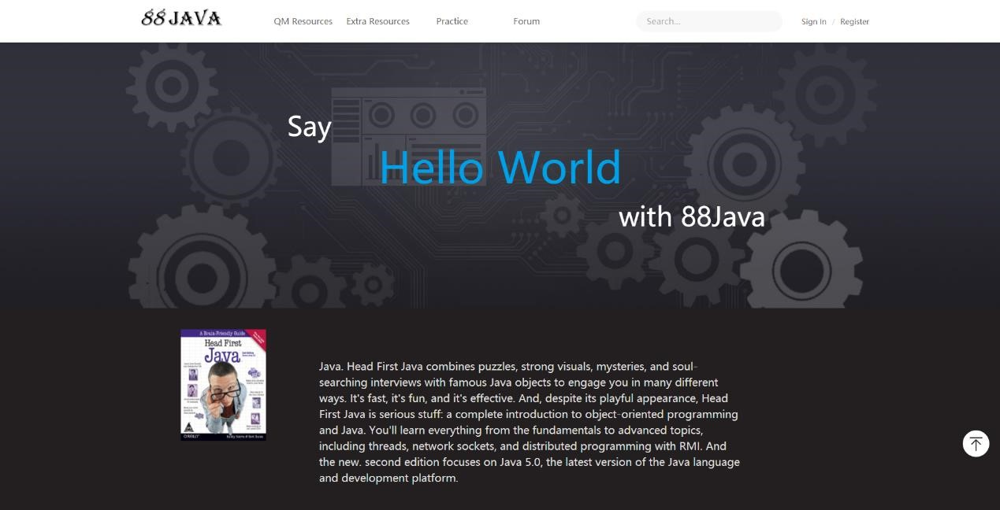 88 JAVA
QM Resources Extra Resources Practice Forum
Search...
Sign In / Register
Say
Hello World
with 88Java
A Brain-Friendly Guide
Head First
Java
O'REILLY
Java. Head First Java combines puzzles, strong visuals, mysteries, and soul-
searching interviews with famous Java objects to engage you in many different
ways. It's fast, it's fun, and it's effective. And, despite its playful appearance, Head
First Java is serious stuff: a complete introduction to object-oriented programming
and Java. You'll learn everything from the fundamentals to advanced topics,
including threads, network sockets, and distributed programming with RMI. And
the new. second edition focuses on Java 5.0, the latest version of the Java language
and development platform.